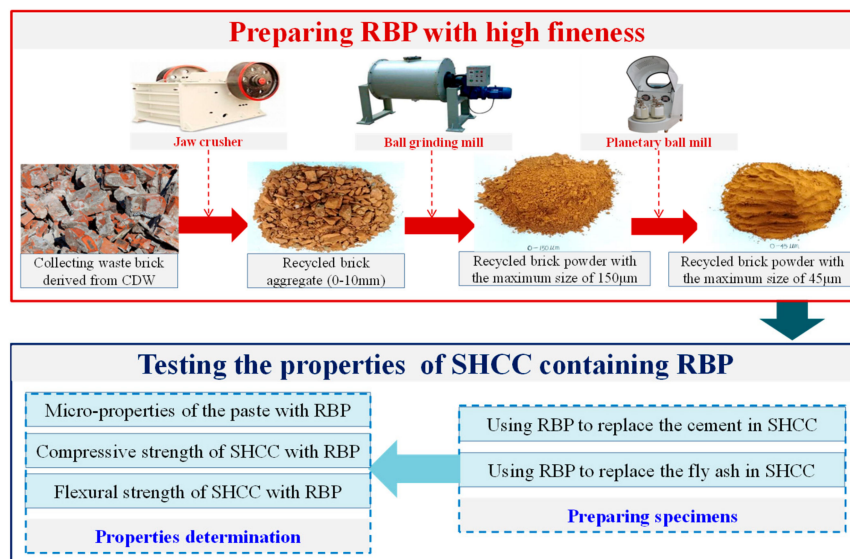 Preparing RBP with high fineness
Jaw crusher
Ball grinding mill
Planetary ball mill
0-150μm
0-45μm
Collecting waste brick
derived from CDW
Recycled brick
aggregate (0-10mm)
Recycled brick powder with
the maximum size of 150μm
Recycled brick powder with
the maximum size of 45μm
Testing the properties of SHCC containing RBP
Micro-properties of the paste with RBP
Compressive strength of SHCC with RBP
Flexural strength of SHCC with RBP
Properties determination
Using RBP to replace the cement in SHCC
Using RBP to replace the fly ash in SHCC
Preparing specimens